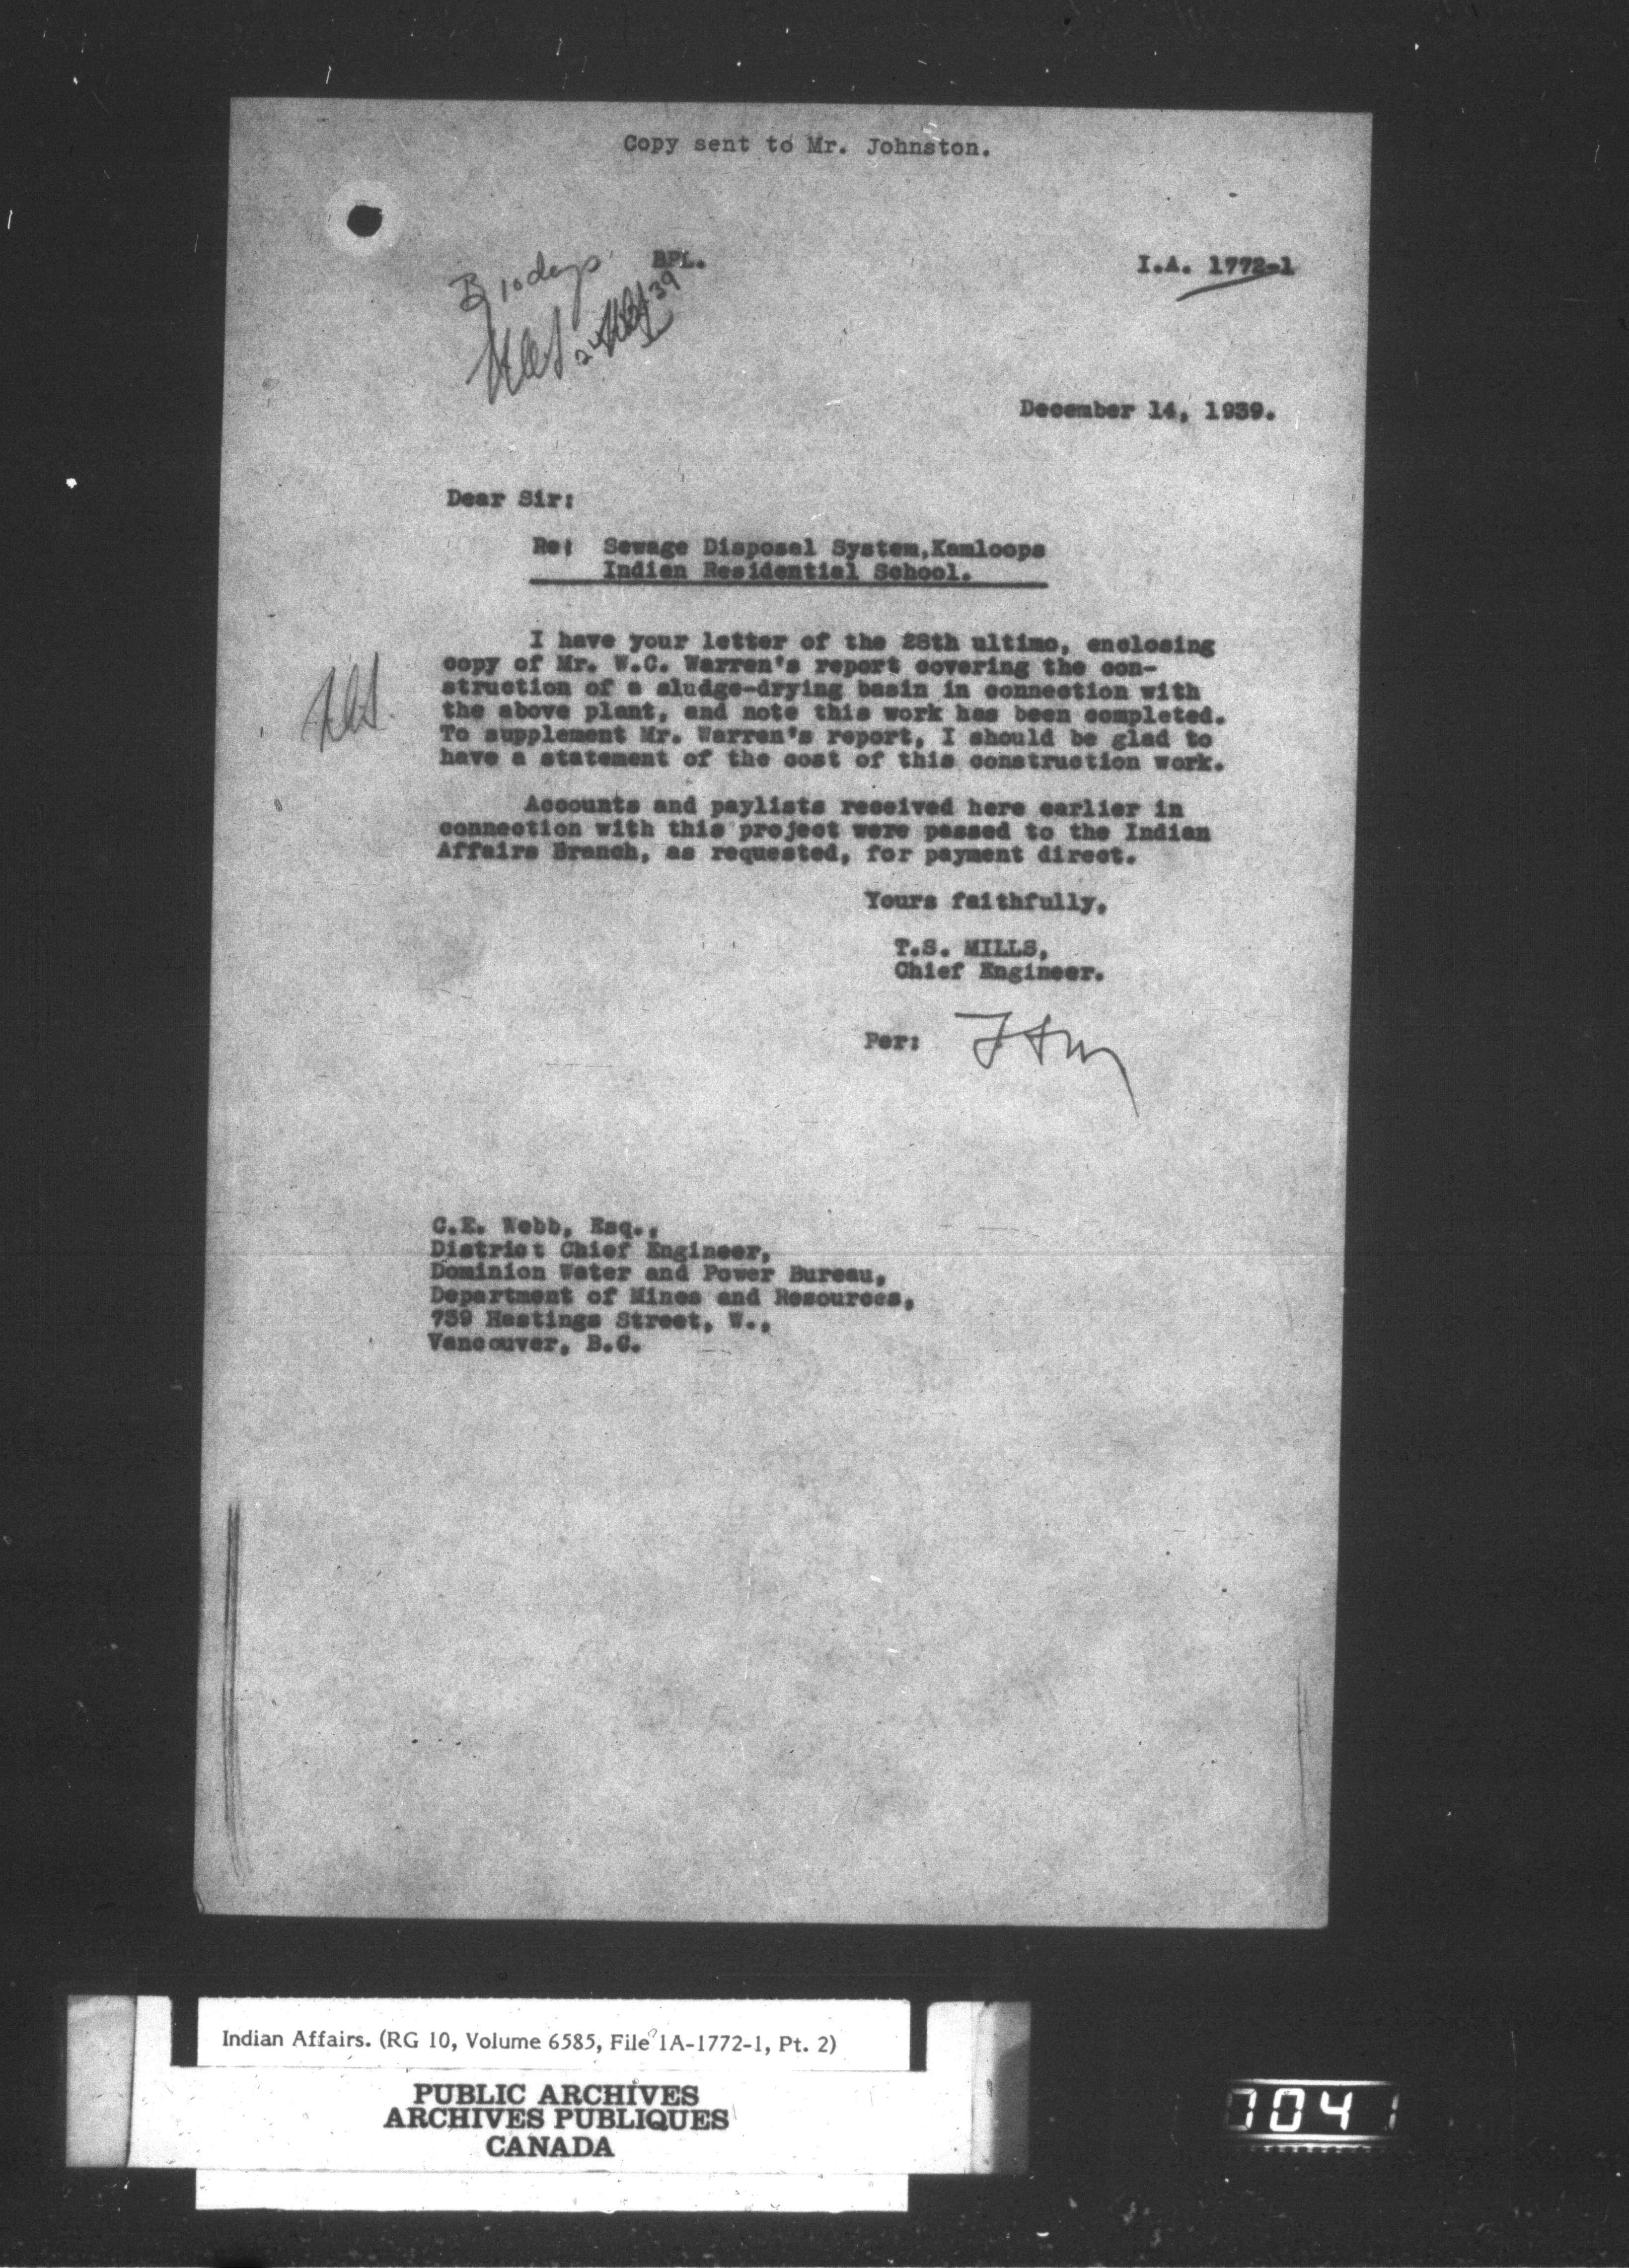 Copy sent to Mr. Johnston.
B 10 days
BFL.
I.A. 1772-1
39
December 14, 1939.
Dear Sir:
Re: Sewage Disposal System,Kamloops
Indian Residential School.
I have your letter of the 28th ultimo, enclosing
copy of Mr. W.C. Warren's report covering the con-
struction of a sludge-drying basin in connection with
the above plant, and note this work has been completed.
To supplement Mr. Warren's report, I should be glad to
have a statement of the cost of this construction work.
Accounts and paylists received here earlier in
connection with this project were passed to the Indian
Affairs Branch, as requested, for payment direct.
Yours faithfully,
T.S. MILLS,
Chief Engineer.
Per:
C.E. Webb, Esq.,
District Chief Engineer,
Dominion Water and Power Bureau,
Department of Mines and Resources,
739 Hastings Street, W.,
Vancouver, B.C.
Indian Affairs. (RG 10, Volume 6585, File 1A-1772-1, Pt. 2)
PUBLIC ARCHIVES
ARCHIVES PUBLIQUES
CANADA